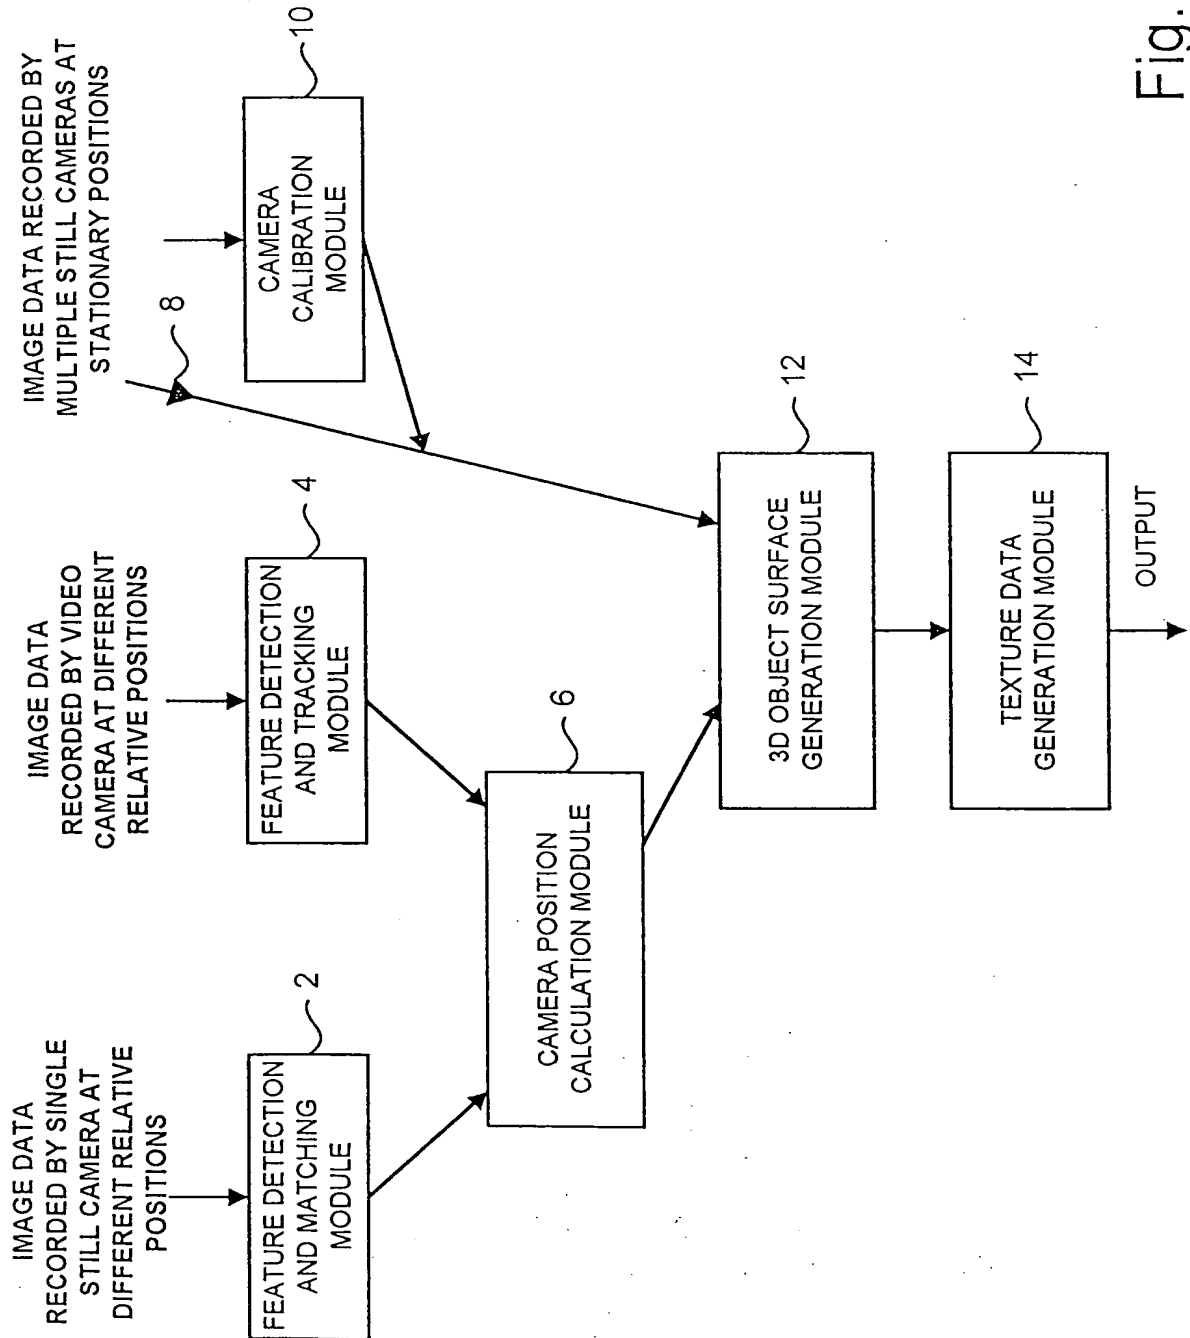 IMAGE DATA
RECORDED BY SINGLE
STILL CAMERA AT
DIFFERENT RELATIVE
POSITIONS
IMAGE DATA
RECORDED BY VIDEO
CAMERA AT DIFFERENT
RELATIVE POSITIONS
IMAGE DATA RECORDED BY
MULTIPLE STILL CAMERAS AT
STATIONARY POSITIONS
2
FEATURE DETECTION
AND MATCHING
MODULE
4
FEATURE DETECTION
AND TRACKING
MODULE
8
10
CAMERA
CALIBRATION
MODULE
6
CAMERA POSITION
CALCULATION MODULE
12
3D OBJECT SURFACE
GENERATION MODULE
14
TEXTURE DATA
GENERATION MODULE
OUTPUT
Fig.